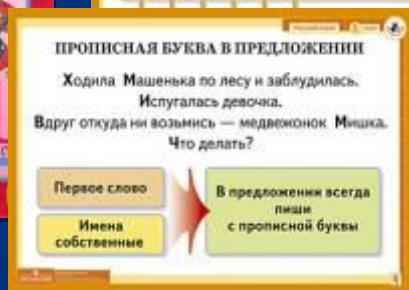 ПРОПИСНАЯ БУКВА В ПРЕДЛОЖЕНИИ
Ходила Машенька по лесу и заблудилась.
Испугалась девочка.
Вдруг откуда ни возьмись — медвежонок Мишка.
Что делать?
Первое слово
Имена
собственные
В предложении всегда
пиши
с прописной буквы